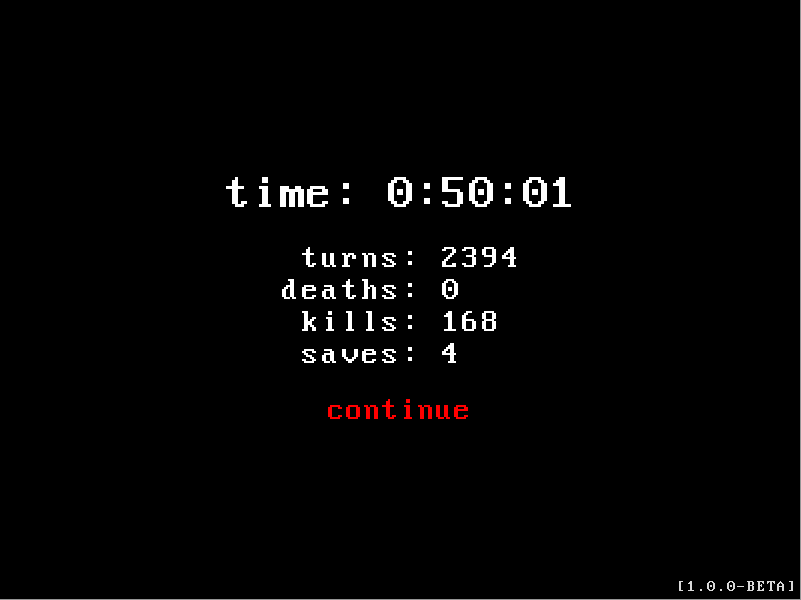 time: 0:50:01
turns: 2394
deaths: 0
kills: 168
saves: 4
continue
[1.0.0-BETA]